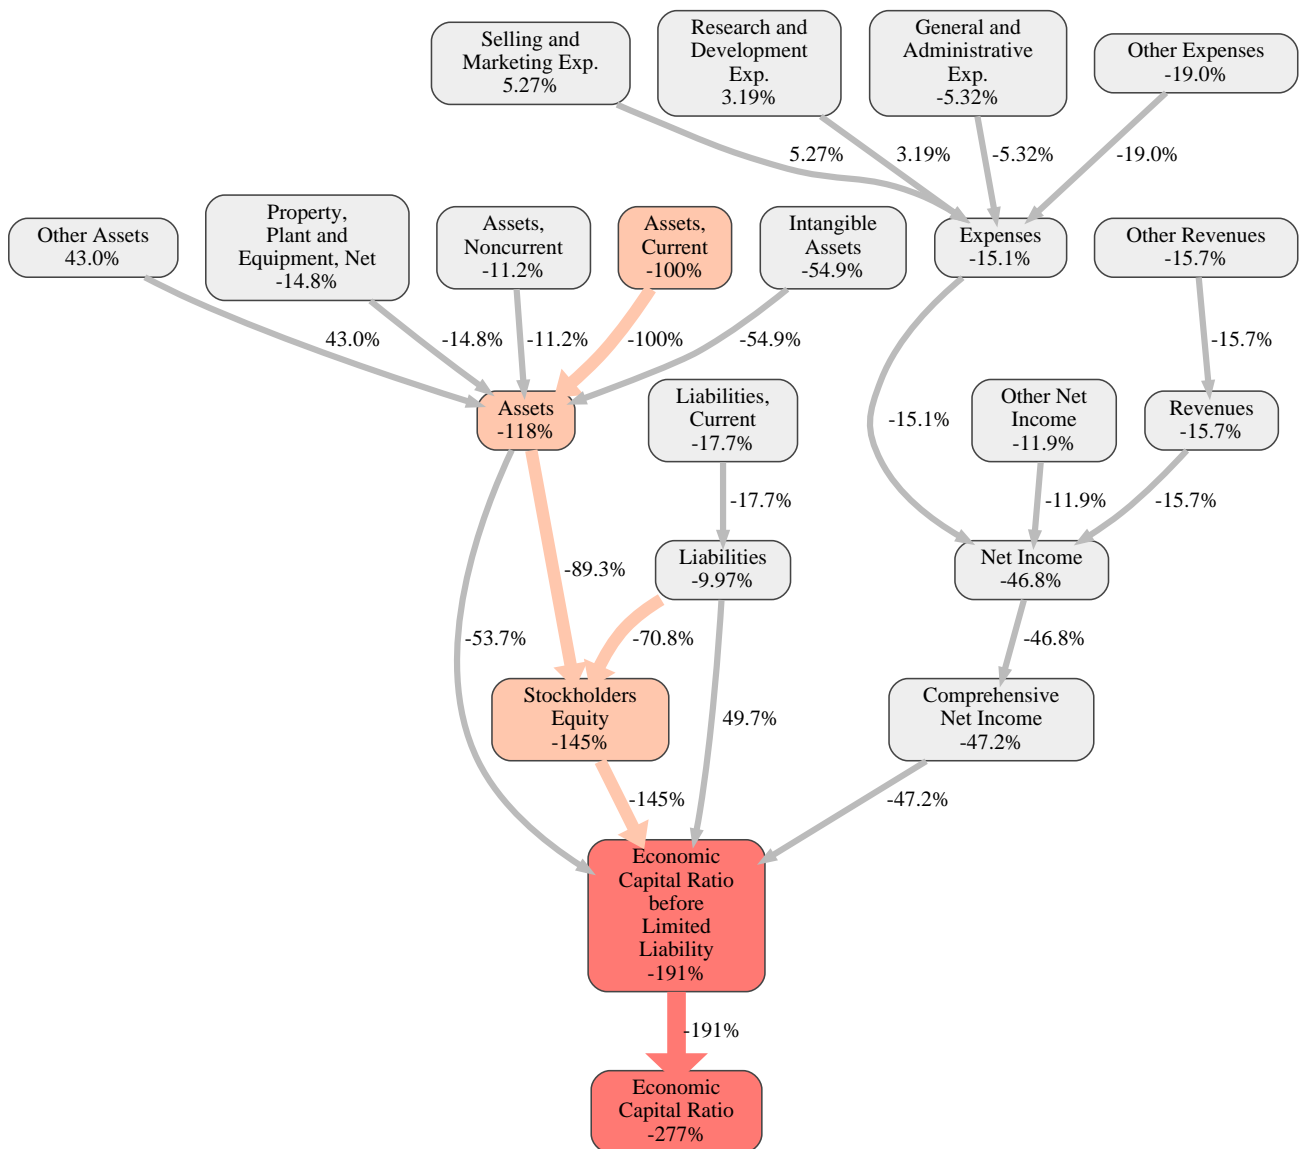 Selling and
Marketing Exp.
5.27%
Research and
Development
Exp.
3.19%
General and
Administrative
Exp.
-5.32%
Other Expenses
-19.0%
5.27%
3.19%
-5.32%
-19.0%
Other Assets
43.0%
Property,
Plant and
Equipment, Net
-14.8%
Assets,
Noncurrent
-11.2%
Assets,
Current
-100%
Intangible
Assets
-54.9%
Expenses
-15.1%
Other Revenues
-15.7%
43.0%
-14.8%
-11.2%
-100%
-54.9%
-15.7%
Assets
-118%
Liabilities,
Current
-17.7%
-15.1%
Other Net
Income
-11.9%
Revenues
-15.7%
-17.7%
-11.9%
-15.7%
-89.3%
Liabilities
-9.97%
Net Income
-46.8%
-53.7%
-70.8%
-46.8%
Stockholders
Equity
-145%
49.7%
Comprehensive
Net Income
-47.2%
-145%
-47.2%
Economic
Capital Ratio
before
Limited
Liability
-191%
-191%
Economic
Capital Ratio
-277%